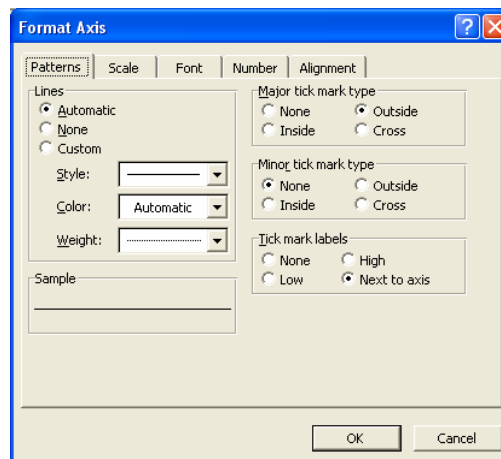 Format Axis
Patterns Scale Font Number Alignment
Lines
Automatic
None
Custom
Style:
Color: Automatic
Weight:
Sample
Major tick mark type
None Outside
Inside Cross
Minor tick mark type
None Outside
Inside Cross
Tick mark labels
None High
Low Next to axis
OK Cancel